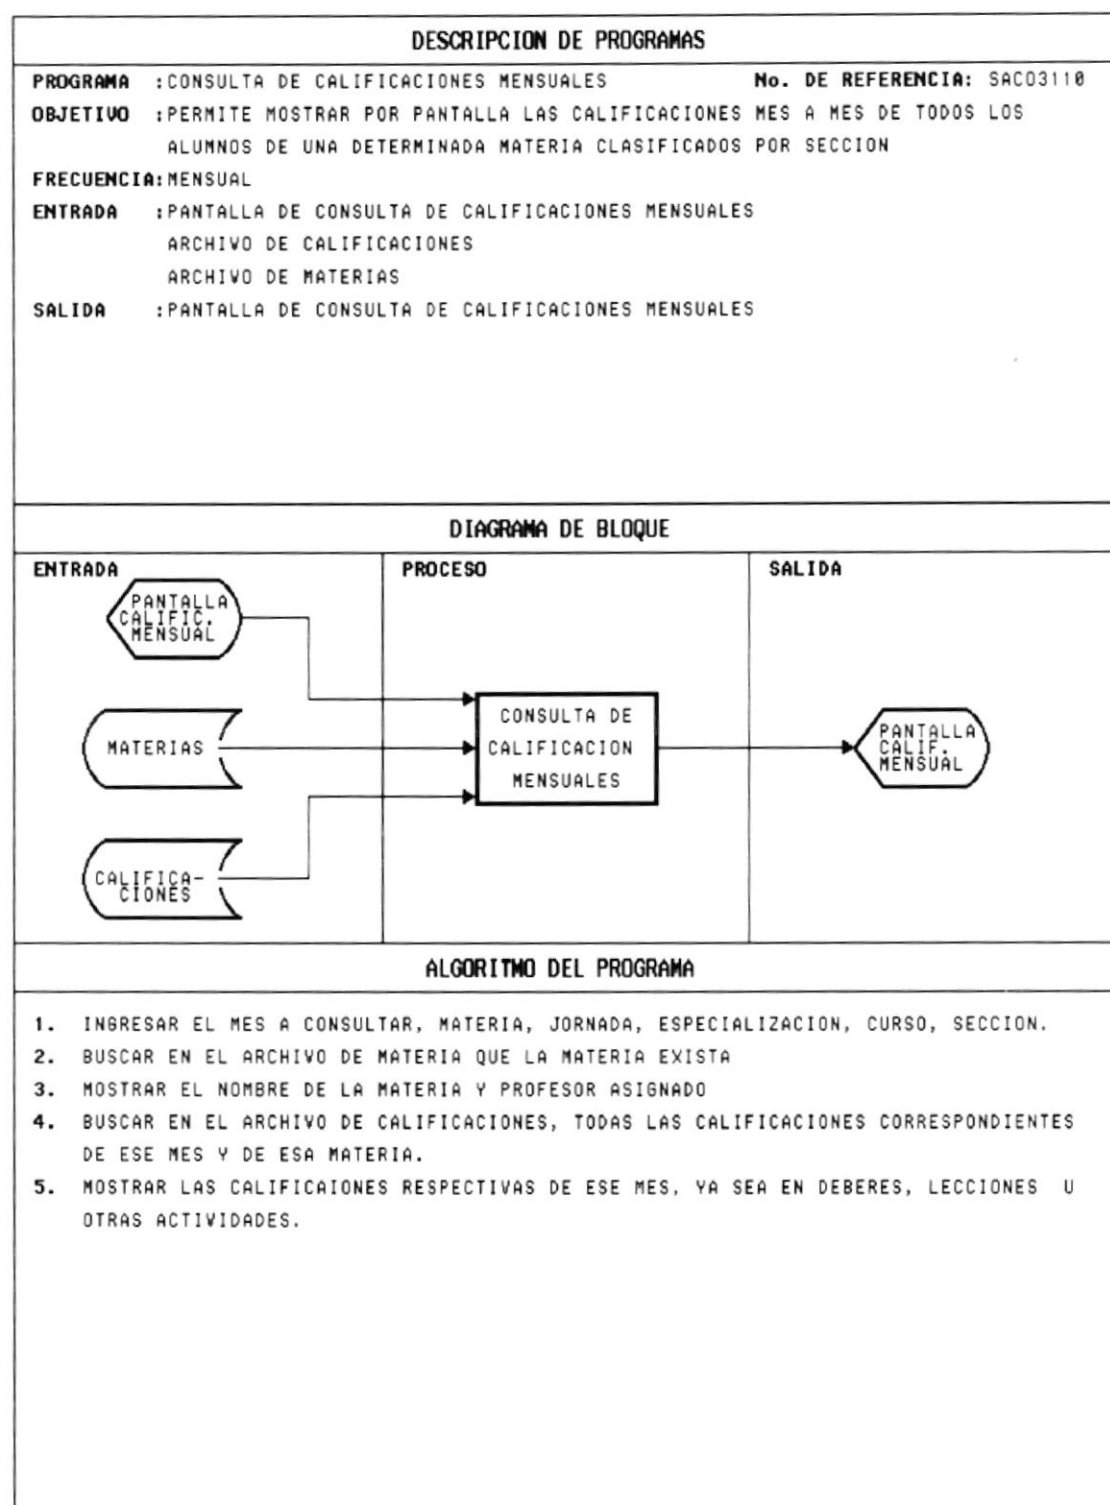 DESCRIPCION DE PROGRAMAS
PROGRAMA :CONSULTA DE CALIFICACIONES MENSUALES No. DE REFERENCIA: SACO3110
OBJETIVO :PERMITE MOSTRAR POR PANTALLA LAS CALIFICACIONES MES A MES DE TODOS LOS
ALUMNOS DE UNA DETERMINADA MATERIA CLASIFICADOS POR SECCION
FRECUENCIA:MENSUAL
ENTRADA :PANTALLA DE CONSULTA DE CALIFICACIONES MENSUALES
ARCHIVO DE CALIFICACIONES
ARCHIVO DE MATERIAS
SALIDA :PANTALLA DE CONSULTA DE CALIFICACIONES MENSUALES
DIAGRAMA DE BLOQUE
ENTRADA PROCESO SALIDA
PANTALLA
CALIFIC.
MENSUAL
MATERIAS
CALIFICA-
CIONES
CONSULTA DE
CALIFICACION
MENSUALES
PANTALLA
CALIF.
MENSUAL
ALGORITMO DEL PROGRAMA
1. INGRESAR EL MES A CONSULTAR, MATERIA, JORNADA, ESPECIALIZACION, CURSO, SECCION.
2. BUSCAR EN EL ARCHIVO DE MATERIA QUE LA MATERIA EXISTA
3. MOSTRAR EL NOMBRE DE LA MATERIA Y PROFESOR ASIGNADO
4. BUSCAR EN EL ARCHIVO DE CALIFICACIONES, TODAS LAS CALIFICACIONES CORRESPONDIENTES
DE ESE MES Y DE ESA MATERIA.
5. MOSTRAR LAS CALIFICAIONES RESPECTIVAS DE ESE MES, YA SEA EN DEBERES, LECCIONES U
OTRAS ACTIVIDADES.